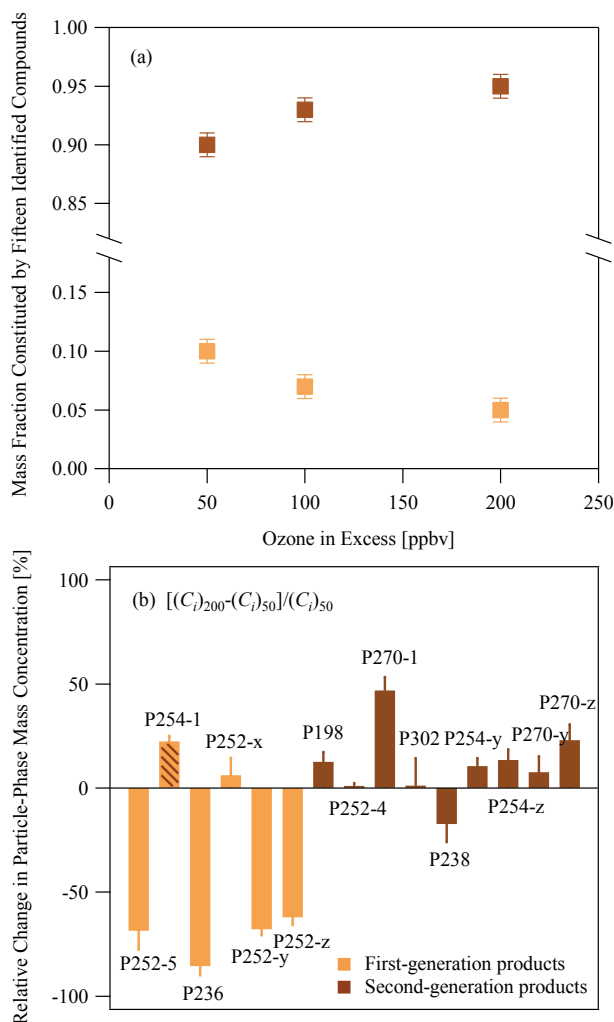 Mass Fraction Constituted by Fifteen Identified Compounds
(a)
1.00
0.95
0.90
0.85
0.15
0.10
0.05
0.00
0 50 100 150 200 250
Ozone in Excess [ppbv]
Relative Change in Particle-Phase Mass Concentration [%]
(b) [(Ci)200-(Ci)50]/(Ci)50
100
50
0
-50
-100
P270-1
P254-1
P270-z
P252-x
P198
P302
P254-y
P270-y
P252-4
P254-z
P238
P252-5
P236
P252-y
P252-z
First-generation products
Second-generation products